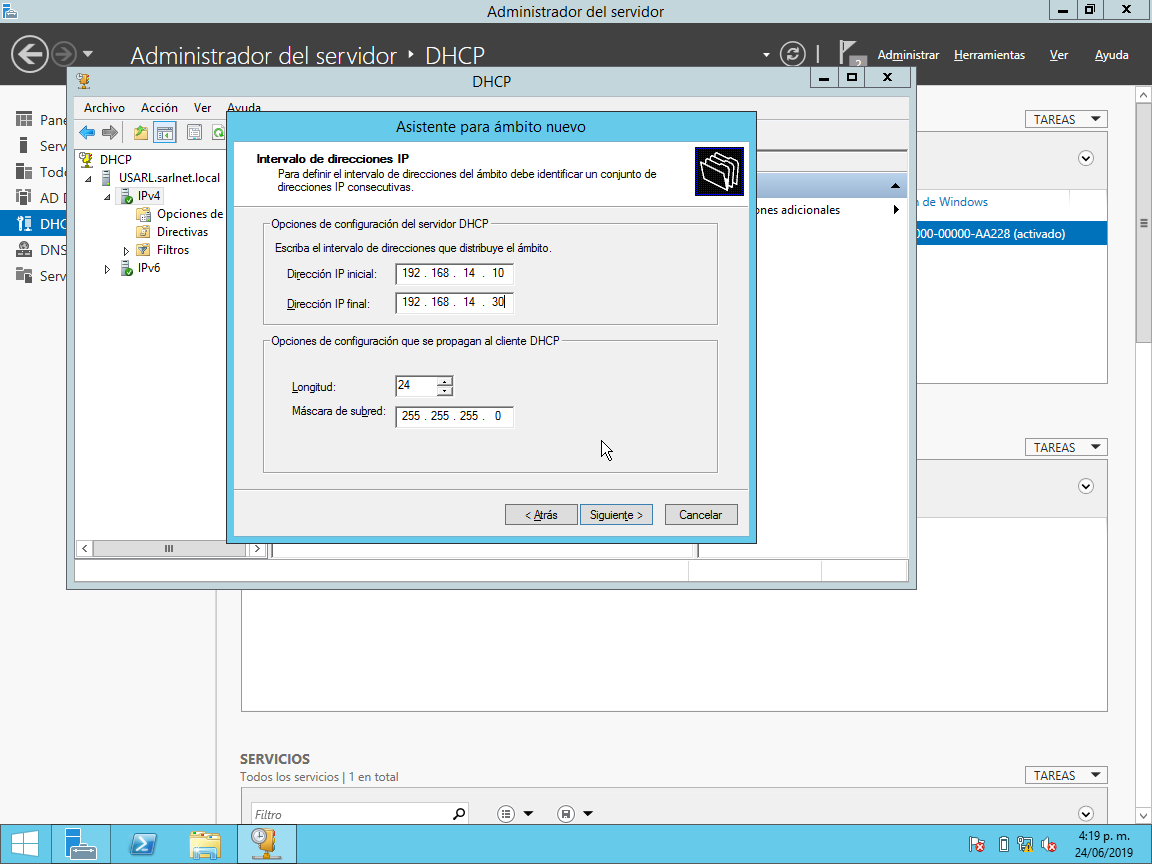 Administrador del servidor
Administrador del servidor ‣ DHCP
2
Administrar Herramientas Ver Ayuda
DHCP
Archivo Acción Ver Ayuda
Asistente para ámbito nuevo
Intervalo de direcciones IP
Para definir el intervalo de direcciones del ámbito debe identificar un conjunto de
direcciones IP consecutivas.
Opciones de configuración del servidor DHCP
Escriba el intervalo de direcciones que distribuye el ámbito.
Dirección IP inicial: 192 . 168 . 14 . 10
Dirección IP final: 192 . 168 . 14 . 30
Opciones de configuración que se propagan al cliente DHCP
Longitud: 24
Máscara de subred: 255 . 255 . 255 . 0
< Atrás Siguiente > Cancelar
DHCP
USARL.sarlnet.local
IPv4
Opciones de
Directivas
Filtros
IPv6
Pane
Serv
Todo
AD D
DHC
DNS
Serv
TAREAS
ones adicionales
n de Windows
000-00000-AA228 (activado)
TAREAS
SERVICIOS
Todos los servicios | 1 en total
TAREAS
Filtro
4:19 p. m.
24/06/2019